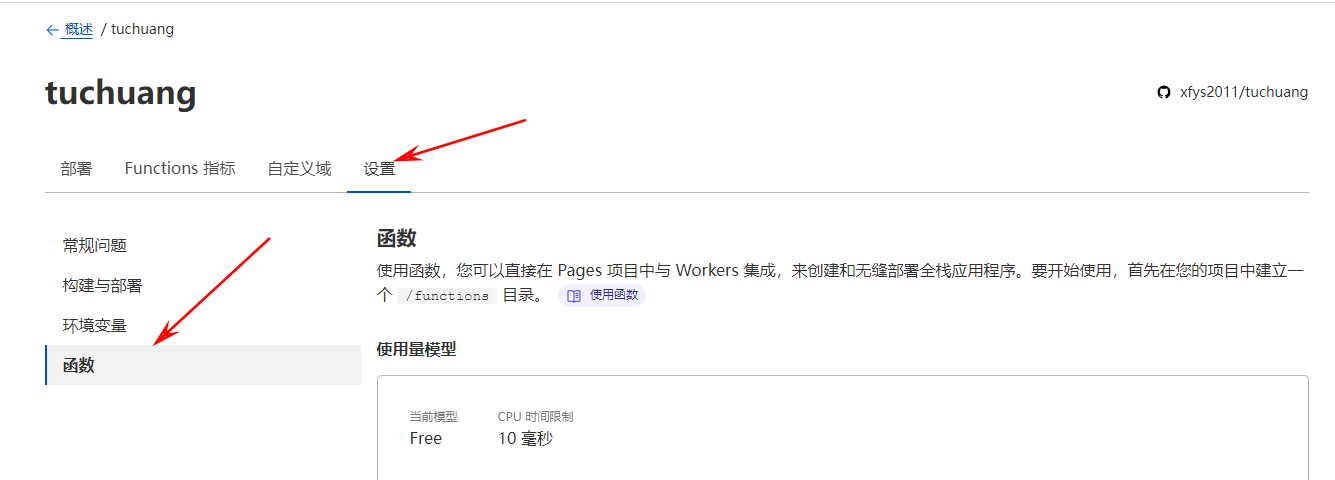 ← 概述 / tuchuang
tuchuang
xfys2011/tuchuang
部署 Functions 指标 自定义域 设置
常规问题
构建与部署
环境变量
函数
函数
使用函数，您可以直接在 Pages 项目中与 Workers 集成，来创建和无缝部署全栈应用程序。要开始使用，首先在您的项目中建立一
个 /functions 目录。 使用函数
使用量模型
当前模型 CPU 时间限制
Free 10 毫秒